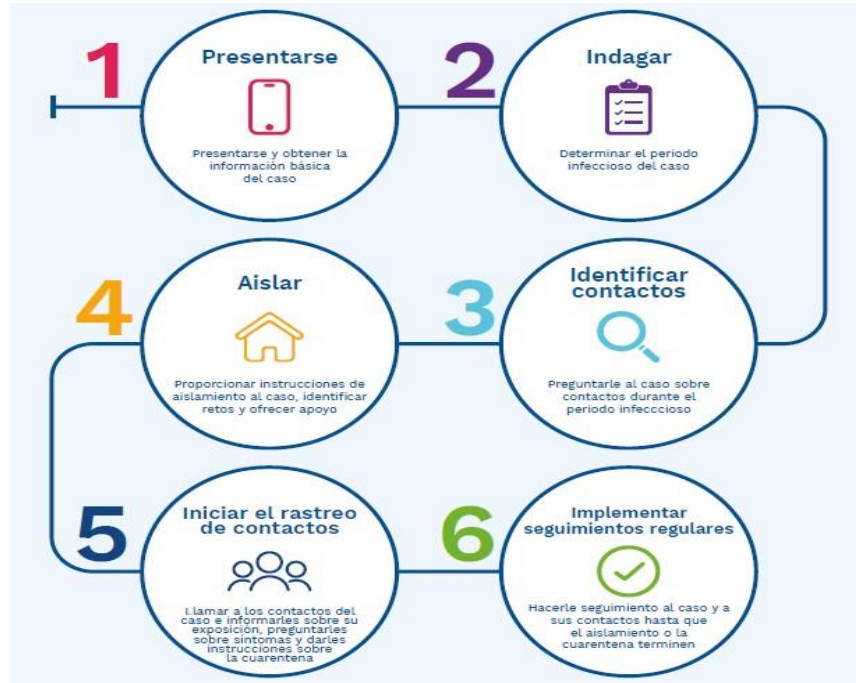 1
Presentarse
Presentarse y obtener la
información básica
del caso
2
Indagar
Determinar el periodo
infeccioso del caso
3
Identificar
contactos
Preguntarle al caso sobre
contactos durante el
periodo infecccioso
4
Aislar
Proporcionar instrucciones de
aislamiento al caso, identificar
retos y ofrecer apoyo
5
Iniciar el rastreo
de contactos
Llamar a los contactos del
caso e informarles sobre su
exposición, preguntarles
sobre síntomas y darles
instrucciones sobre
la cuarentena
6
Implementar
seguimientos regulares
Hacerle seguimiento al caso y a
sus contactos hasta que
el aislamiento o la
cuarentena terminen